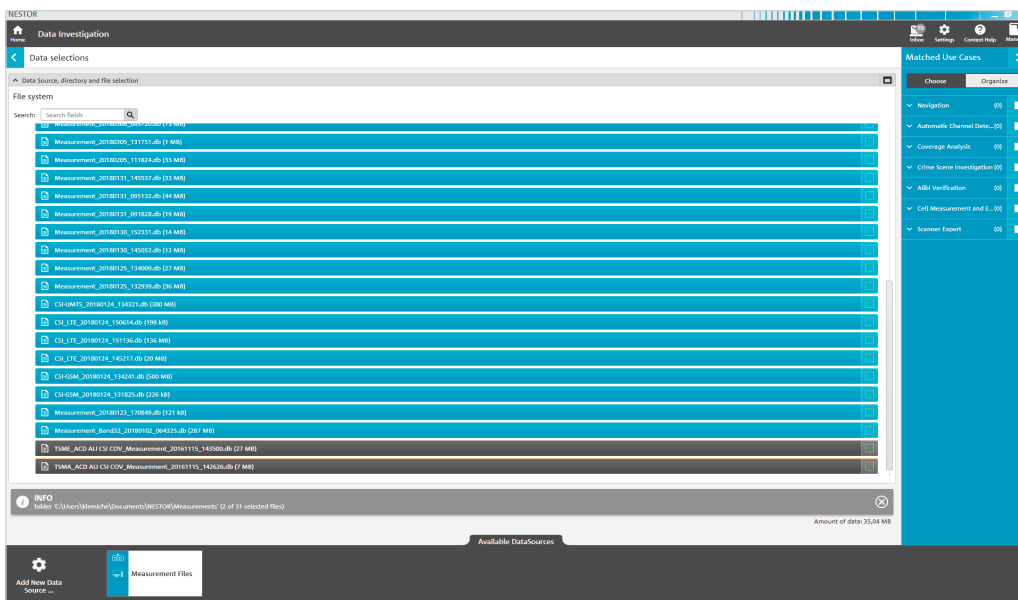 NESTOR
Home
Data Investigation
Inbox
Settings
Context Help
Data selections
Matched Use Cases
Data Source, directory and file selection
Choose
Organize
File system
Search:
Search fields
Navigation (0)
Automatic Channel Dete...(0)
Coverage Analysis (0)
Crime Scene Investigation (0)
Alibi Verification (0)
Cell Measurement and E...(0)
Scanner Expert (0)
Measurement_20180305_131751.db (1 MB)
Measurement_20180205_111824.db (33 MB)
Measurement_20180131_145537.db (33 MB)
Measurement_20180131_095132.db (44 MB)
Measurement_20180131_091828.db (19 MB)
Measurement_20180130_152331.db (14 MB)
Measurement_20180130_145052.db (12 MB)
Measurement_20180125_134009.db (27 MB)
Measurement_20180125_132939.db (36 MB)
CSI-UMTS_20180124_134321.db (380 MB)
CSI_LTE_20180124_150614.db (198 kB)
CSI_LTE_20180124_151136.db (136 MB)
CSI_LTE_20180124_145217.db (20 MB)
CSI-GSM_20180124_134241.db (500 MB)
CSI-GSM_20180124_131825.db (226 kB)
Measurement_20180123_170849.db (121 kB)
Measurement_Band32_20180102_064325.db (287 MB)
TSME_ACD ALI CSI COV_Measurement_20161115_143500.db (27 MB)
TSMA_ACD ALI CSI COV_Measurement_20161115_142626.db (7 MB)
INFO
folder 'C:\Users\klemiche\Documents\NESTOR\Measurements' (2 of 31 selected files)
Amount of data: 35,04 MB
Available DataSources
Add New Data
Source ...
Measurement Files